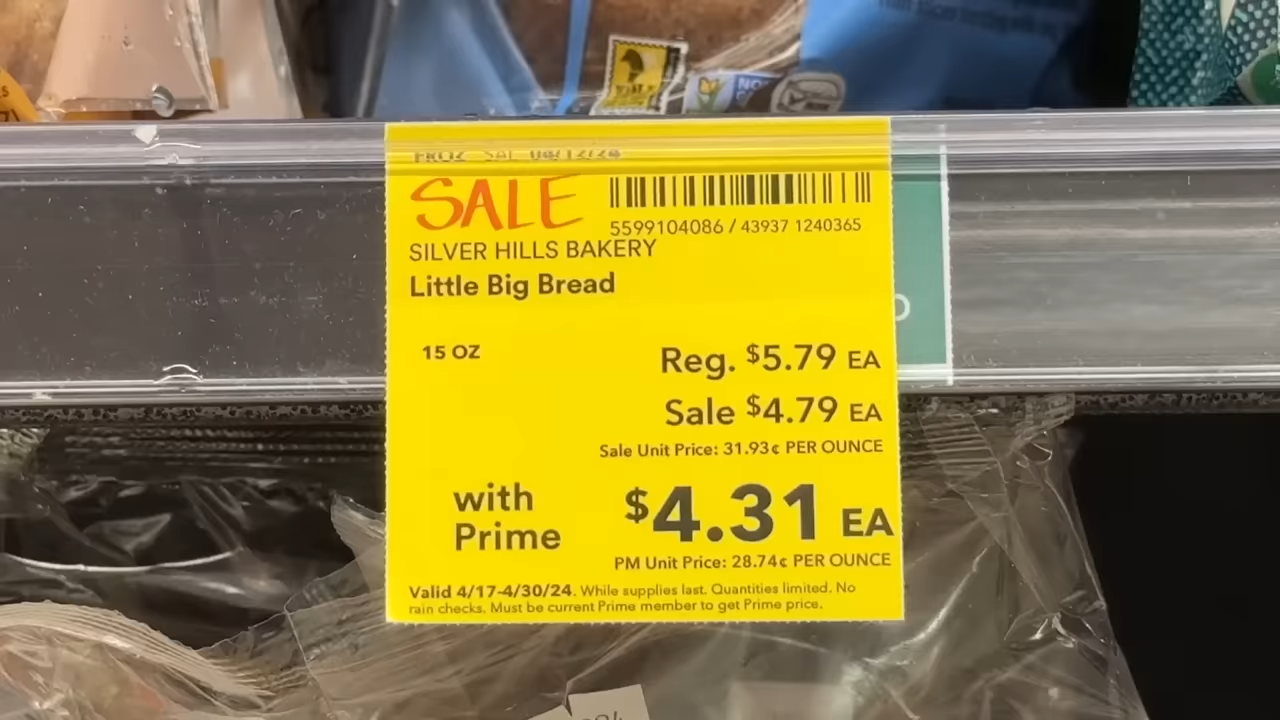 SALE
5599104086 / 43937 1240365
SILVER HILLS BAKERY
Little Big Bread
15 OZ
Reg. $5.79 EA
Sale $4.79 EA
Sale Unit Price: 31.93¢ PER OUNCE
with
Prime
$4.31 EA
PM Unit Price: 28.74¢ PER OUNCE
Valid 4/17-4/30/24. While supplies last. Quantities limited. No
rain checks. Must be current Prime member to get Prime price.